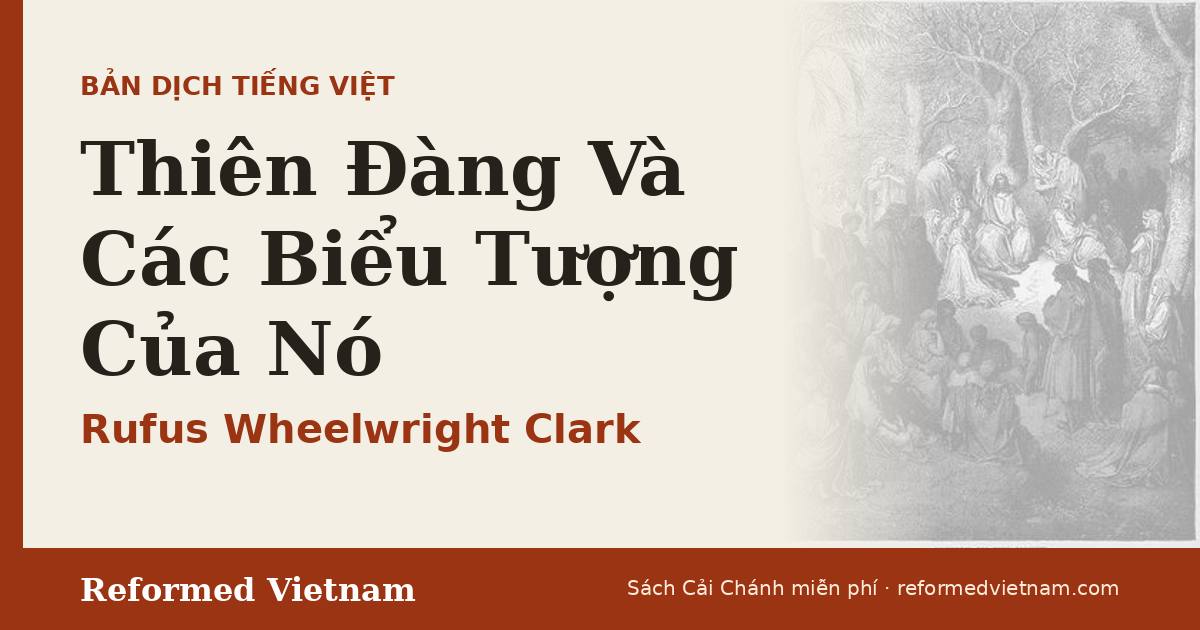 BẢN DỊCH TIẾNG VIỆT
Thiên Đàng Và
Các Biểu Tượng
Của Nó
Rufus Wheelwright Clark
Reformed Vietnam
Sách Cải Chánh miễn phí · reformedvietnam.com